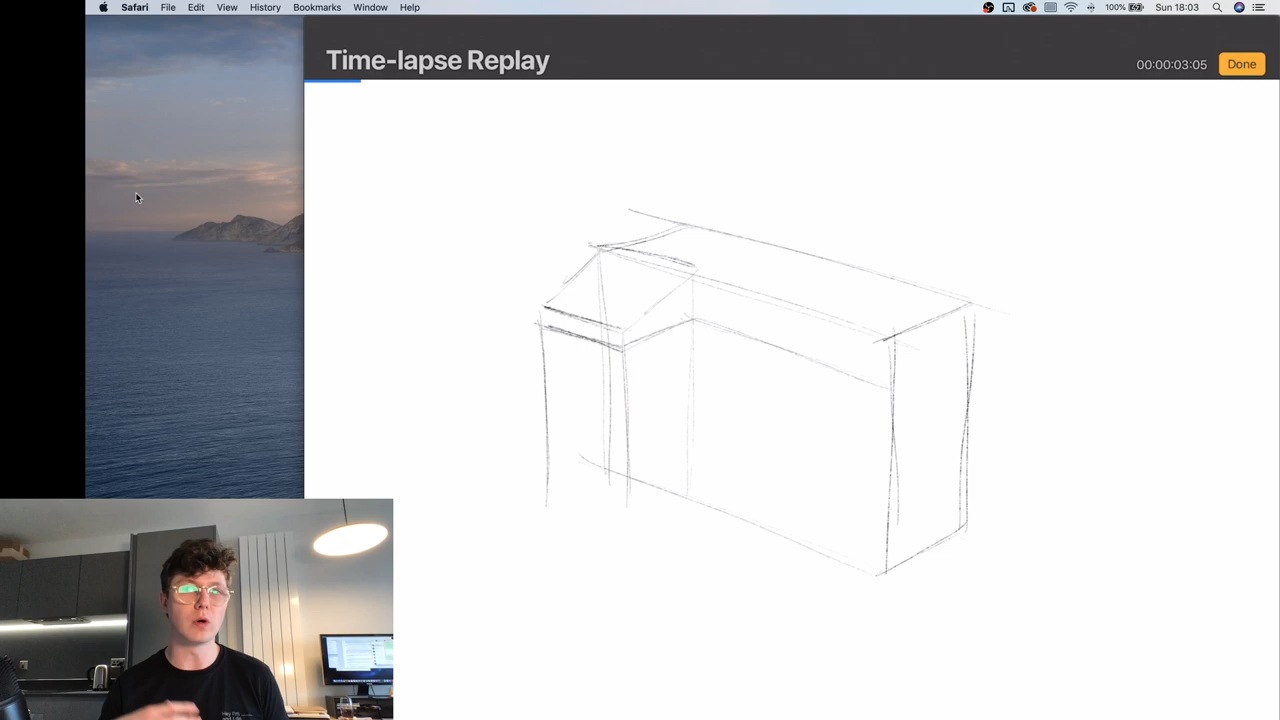 Safari File Edit View History Bookmarks Window Help 100% Sun 18:03
Time-lapse Replay
00:00:03:05 Done
Hey I'm